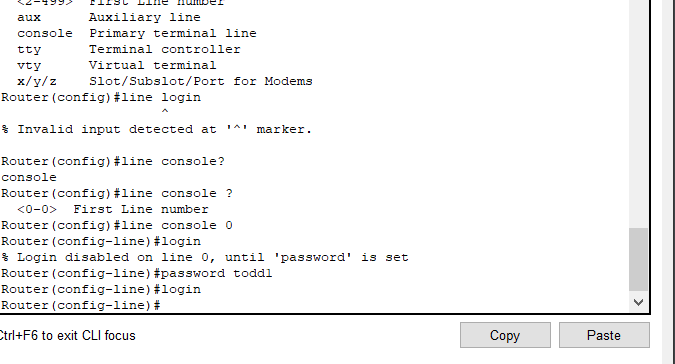 <2-499> First Line number
aux Auxiliary line
console Primary terminal line
tty Terminal controller
vty Virtual terminal
x/y/z Slot/Subslot/Port for Modems
Router(config)#line login
^
% Invalid input detected at '^' marker.
Router(config)#line console?
console
Router(config)#line console ?
<0-0> First Line number
Router(config)#line console 0
Router(config-line)#login
% Login disabled on line 0, until 'password' is set
Router(config-line)#password toddl
Router(config-line)#login
Router(config-line)#
Ctrl+F6 to exit CLI focus
Copy
Paste